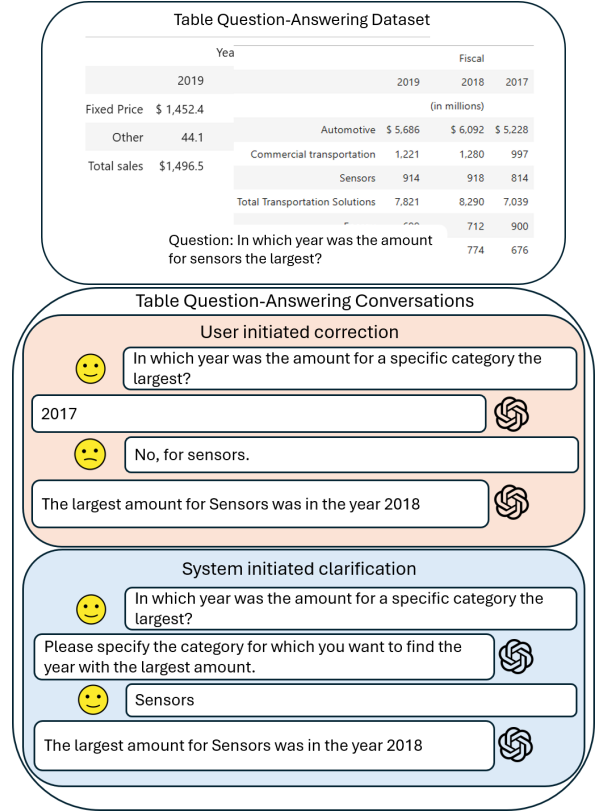 Table Question-Answering Dataset
Yea
2019
Fixed Price $ 1,452.4
Other 44.1
Total sales $1,496.5
Fiscal
2019 2018 2017
(in millions)
Automotive $ 5,686 $ 6,092 $ 5,228
Commercial transportation 1,221 1,280 997
Sensors 914 918 814
Total Transportation Solutions 7,821 8,290 7,039
712 900
774 676
Question: In which year was the amount
for sensors the largest?
Table Question-Answering Conversations
User initiated correction
In which year was the amount for a specific category the
largest?
2017
No, for sensors.
The largest amount for Sensors was in the year 2018
System initiated clarification
In which year was the amount for a specific category the
largest?
Please specify the category for which you want to find the
year with the largest amount.
Sensors
The largest amount for Sensors was in the year 2018